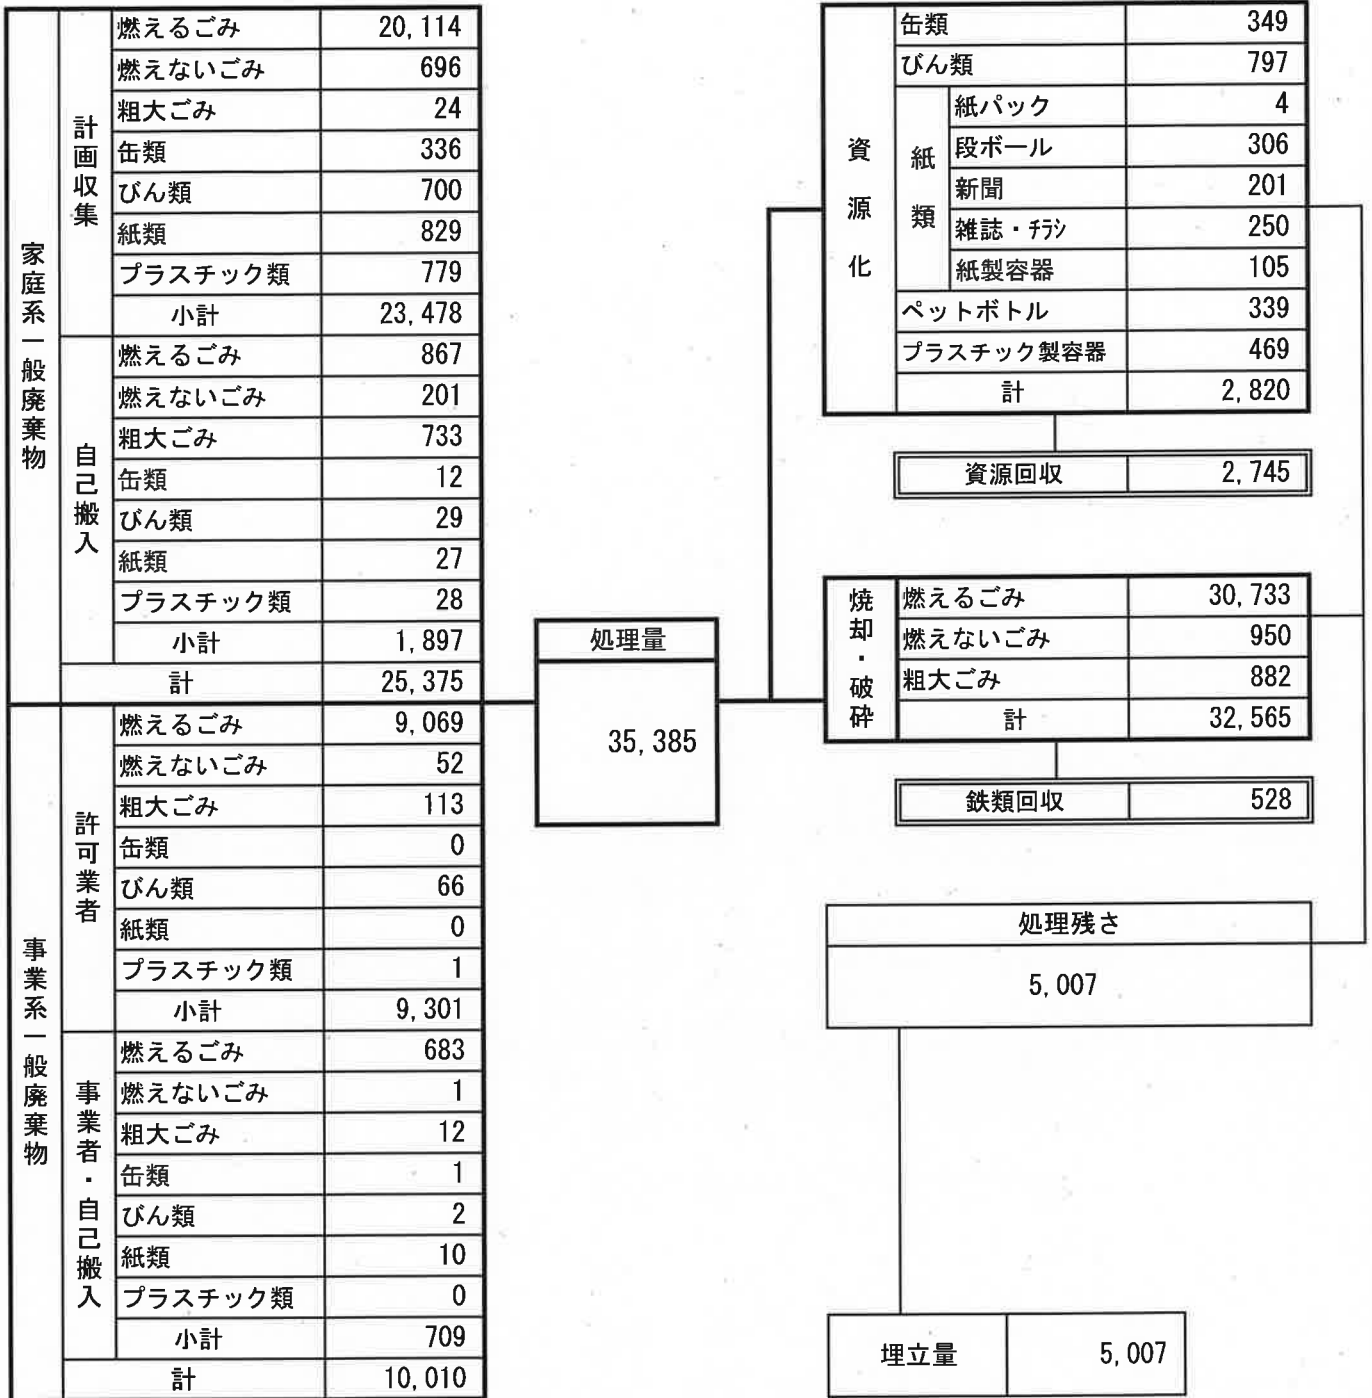 家庭系一般廃棄物
計画収集
燃えるごみ 20,114
燃えないごみ 696
粗大ごみ 24
缶類 336
びん類 700
紙類 829
プラスチック類 779
小計 23,478
自己搬入
燃えるごみ 867
燃えないごみ 201
粗大ごみ 733
缶類 12
びん類 29
紙類 27
プラスチック類 28
小計 1,897
計 25,375
事業系一般廃棄物
許可業者
燃えるごみ 9,069
燃えないごみ 52
粗大ごみ 113
缶類 0
びん類 66
紙類 0
プラスチック類 1
小計 9,301
事業者・自己搬入
燃えるごみ 683
燃えないごみ 1
粗大ごみ 12
缶類 1
びん類 2
紙類 10
プラスチック類 0
小計 709
計 10,010
処理量
35,385
資源化
缶類 349
びん類 797
紙類
紙パック 4
段ボール 306
新聞 201
雑誌・チラシ 250
紙製容器 105
ペットボトル 339
プラスチック製容器 469
計 2,820
資源回収 2,745
焼却・破砕
燃えるごみ 30,733
燃えないごみ 950
粗大ごみ 882
計 32,565
鉄類回収 528
処理残さ
5,007
埋立量 5,007